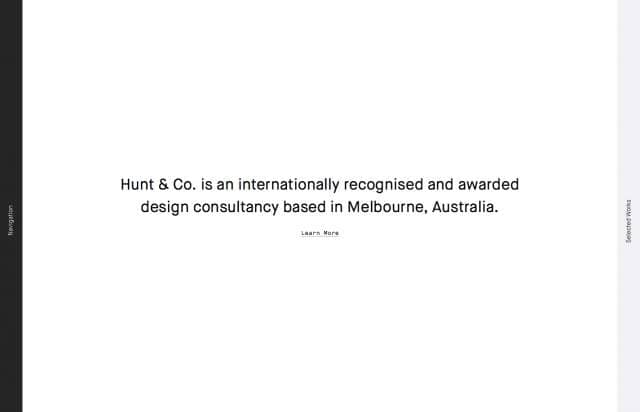 Navigation
Hunt & Co. is an internationally recognised and awarded
design consultancy based in Melbourne, Australia.
Learn More
Selected Works